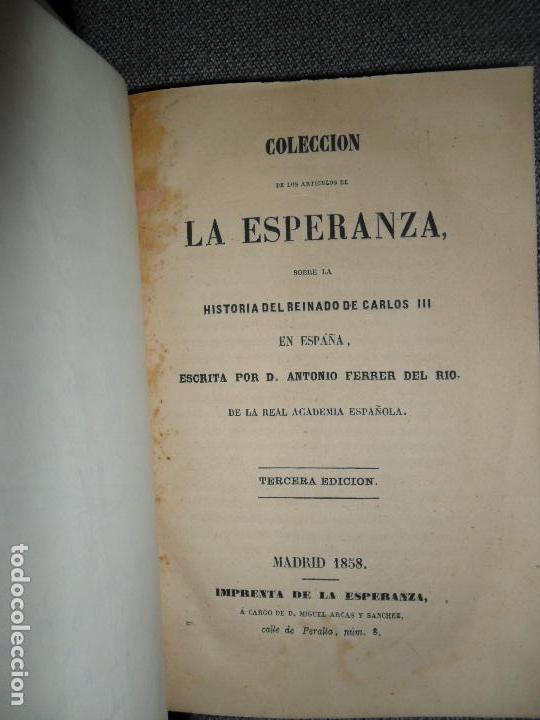 COLECCION
DE LOS ARTICULOS DE
LA ESPERANZA,
SOBRE LA
HISTORIA DEL REINADO DE CARLOS III
EN ESPAÑA,
ESCRITA POR D. ANTONIO FERRER DEL RIO.
DE LA REAL ACADEMIA ESPAÑOLA.
TERCERA EDICION.
MADRID 1858.
IMPRENTA DE LA ESPERANZA,
A CARGO DE D. MIGUEL ARCAS Y SANCHEZ,
calle de Peralta, núm. 8.
todocoleccion